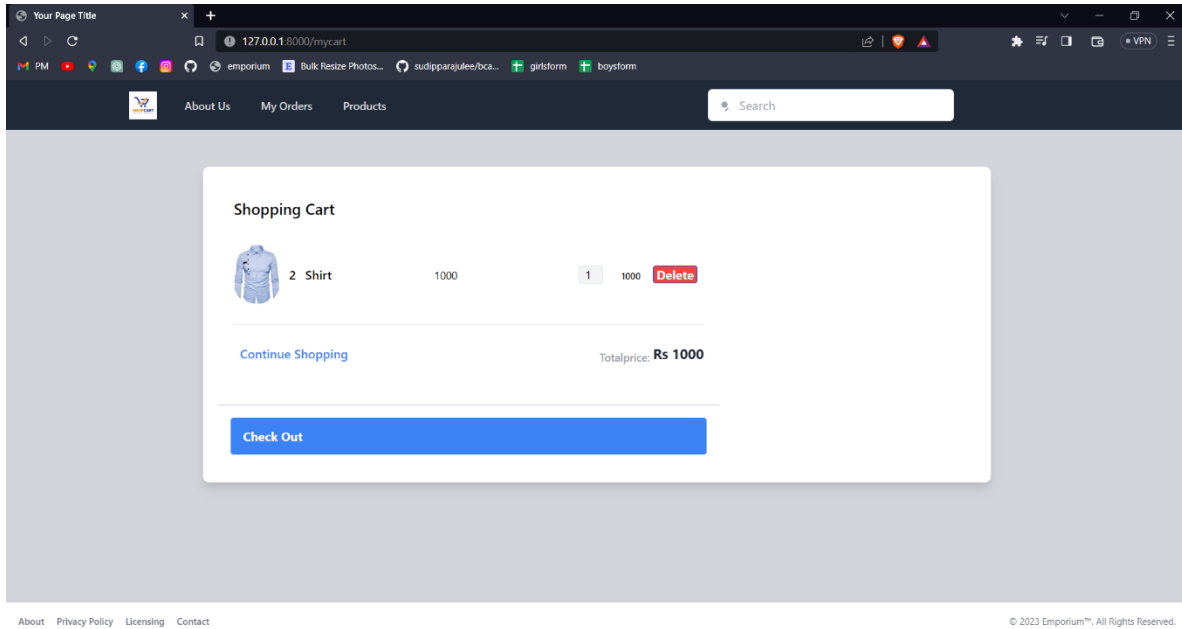 Your Page Title
127.0.0.1:8000/mycart
VPN
PM emporium E Bulk Resize Photos... sudipparajulee/bca... girlsform boysform
SHOPCART About Us My Orders Products Search
Shopping Cart
2 Shirt 1000 1 1000 Delete
Continue Shopping Totalprice: Rs 1000
Check Out
About Privacy Policy Licensing Contact © 2023 Emporium™. All Rights Reserved.